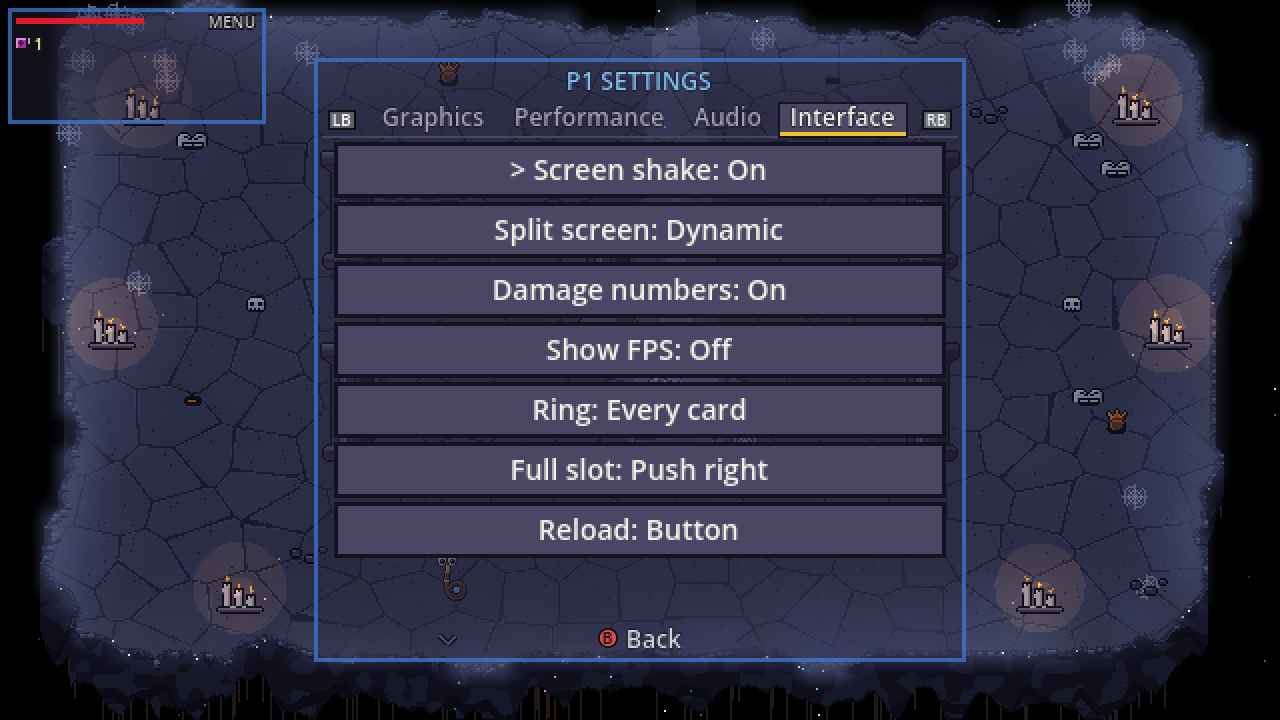 MENU
1
P1 SETTINGS
LB Graphics Performance Audio Interface RB
> Screen shake: On
Split screen: Dynamic
Damage numbers: On
Show FPS: Off
Ring: Every card
Full slot: Push right
Reload: Button
B Back